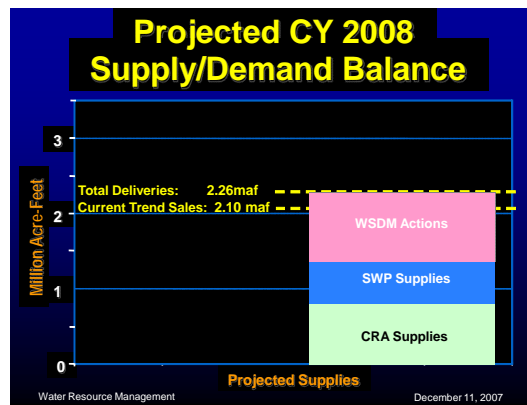 Projected CY 2008
Supply/Demand Balance
Million Acre-Feet
3
2
1
0
Total Deliveries: 2.26maf
Current Trend Sales: 2.10 maf
WSDM Actions
SWP Supplies
CRA Supplies
Projected Supplies
Water Resource Management
December 11, 2007